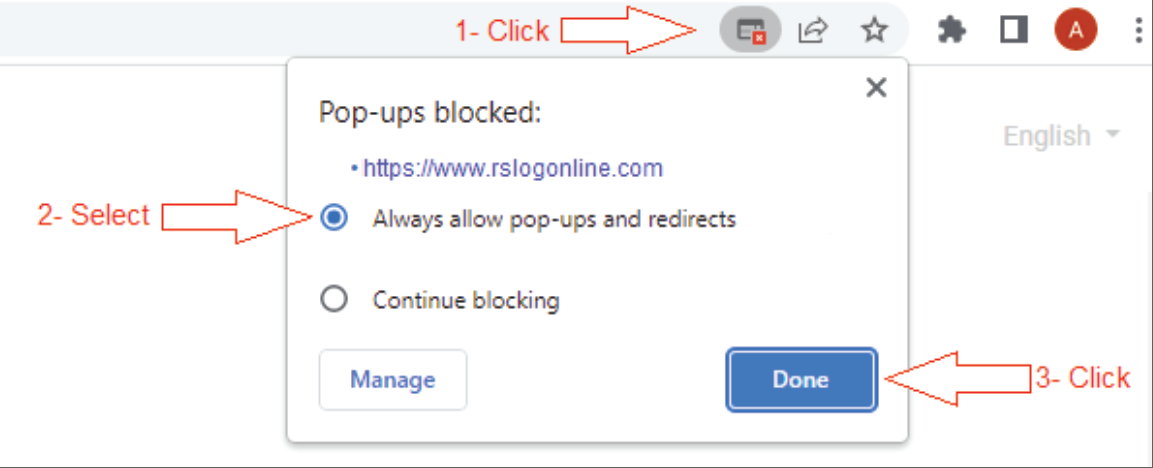 1- Click
A
Pop-ups blocked:
English
• https://www.rslogonline.com
2- Select
Always allow pop-ups and redirects
Continue blocking
Manage
Done
3- Click